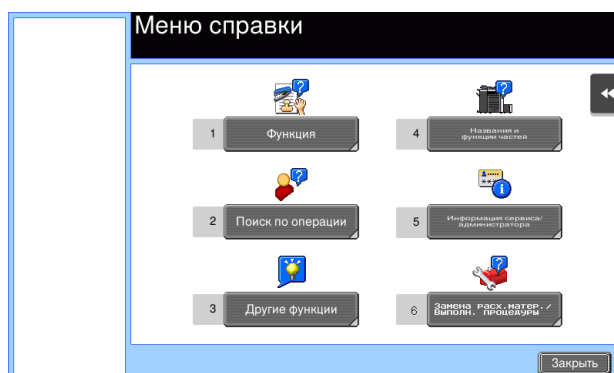 Меню справки
1 Функция
4 Названия и
функции частей
2 Поиск по операции
5 Информация сервиса/
администратора
3 Другие функции
6 Замена расх.матер./
Выполн. процедуры
Закрыть